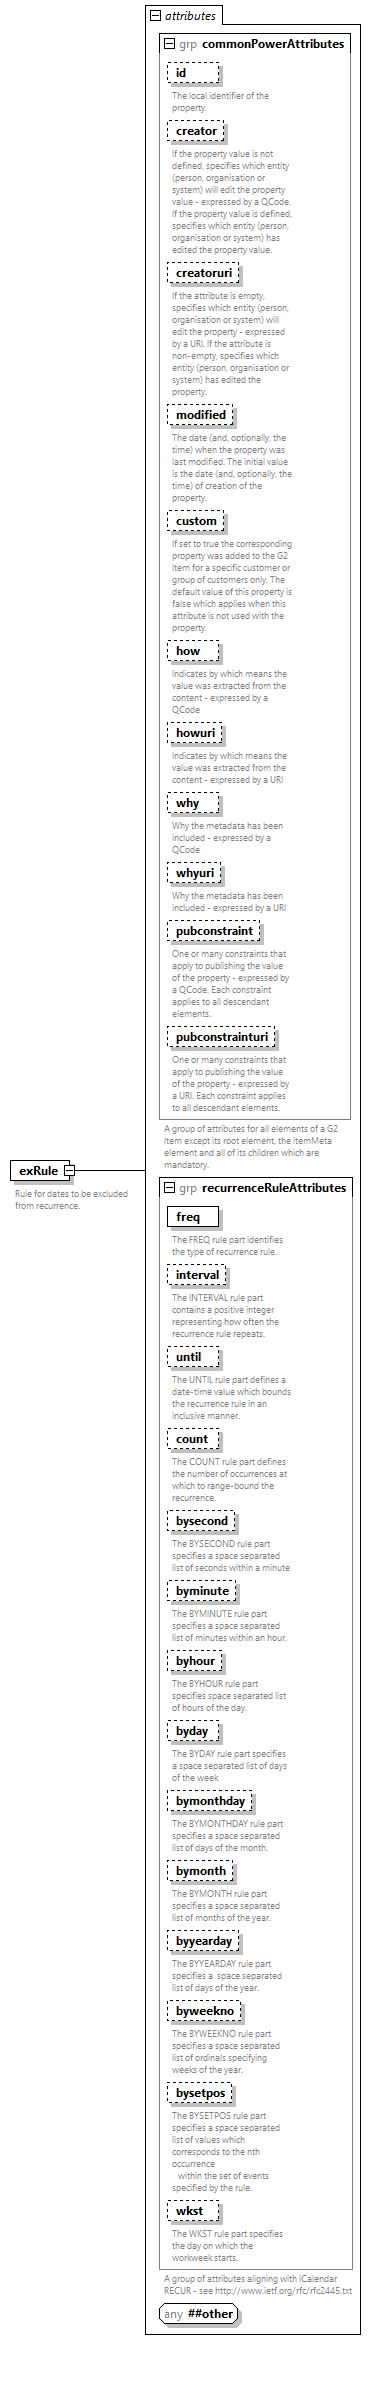 attributes
grp commonPowerAttributes
id
The local identifier of the
property.
creator
If the property value is not
defined, specifies which entity
(person, organisation or
system) will edit the property
value - expressed by a QCode.
If the property value is defined,
specifies which entity (person,
organisation or system) has
edited the property value.
creatoruri
If the attribute is empty,
specifies which entity (person,
organisation or system) will
edit the property - expressed
by a URI. If the attribute is
non-empty, specifies which
entity (person, organisation or
system) has edited the
property.
modified
The date (and, optionally, the
time) when the property was
last modified. The initial value
is the date (and, optionally, the
time) of creation of the
property.
custom
If set to true the corresponding
property was added to the G2
Item for a specific customer or
group of customers only. The
default value of this property is
false which applies when this
attribute is not used with the
property.
how
Indicates by which means the
value was extracted from the
content - expressed by a
QCode
howuri
Indicates by which means the
value was extracted from the
content - expressed by a URI
why
Why the metadata has been
included - expressed by a
QCode
whyuri
Why the metadata has been
included - expressed by a URI
pubconstraint
One or many constraints that
apply to publishing the value
of the property - expressed by
a QCode. Each constraint
applies to all descendant
elements.
pubconstrainturi
One or many constraints that
apply to publishing the value
of the property - expressed by
a URI. Each constraint applies
to all descendant elements.
A group of attributes for all elements of a G2
Item except its root element, the itemMeta
element and all of its children which are
mandatory.
exRule
Rule for dates to be excluded
from recurrence.
grp recurrenceRuleAttributes
freq
The FREQ rule part identifies
the type of recurrence rule.
interval
The INTERVAL rule part
contains a positive integer
representing how often the
recurrence rule repeats.
until
The UNTIL rule part defines a
date-time value which bounds
the recurrence rule in an
inclusive manner.
count
The COUNT rule part defines
the number of occurrences at
which to range-bound the
recurrence.
bysecond
The BYSECOND rule part
specifies a space separated
list of seconds within a minute
byminute
The BYMINUTE rule part
specifies a space separated
list of minutes within an hour.
byhour
The BYHOUR rule part
specifies space separated list
of hours of the day.
byday
The BYDAY rule part specifies
a space separated list of days
of the week
bymonthday
The BYMONTHDAY rule part
specifies a space separated
list of days of the month.
bymonth
The BYMONTH rule part
specifies a space separated
list of months of the year.
byyearday
The BYYEARDAY rule part
specifies a  space separated
list of days of the year.
byweekno
The BYWEEKNO rule part
specifies a space separated
list of ordinals specifying
weeks of the year.
bysetpos
The BYSETPOS rule part
specifies a space separated
list of values which
corresponds to the nth
occurrence
within the set of events
specified by the rule.
wkst
The WKST rule part specifies
the day on which the
workweek starts.
A group of attributes aligning with iCalendar
RECUR - see http://www.ietf.org/rfc/rfc2445.txt
any ##other